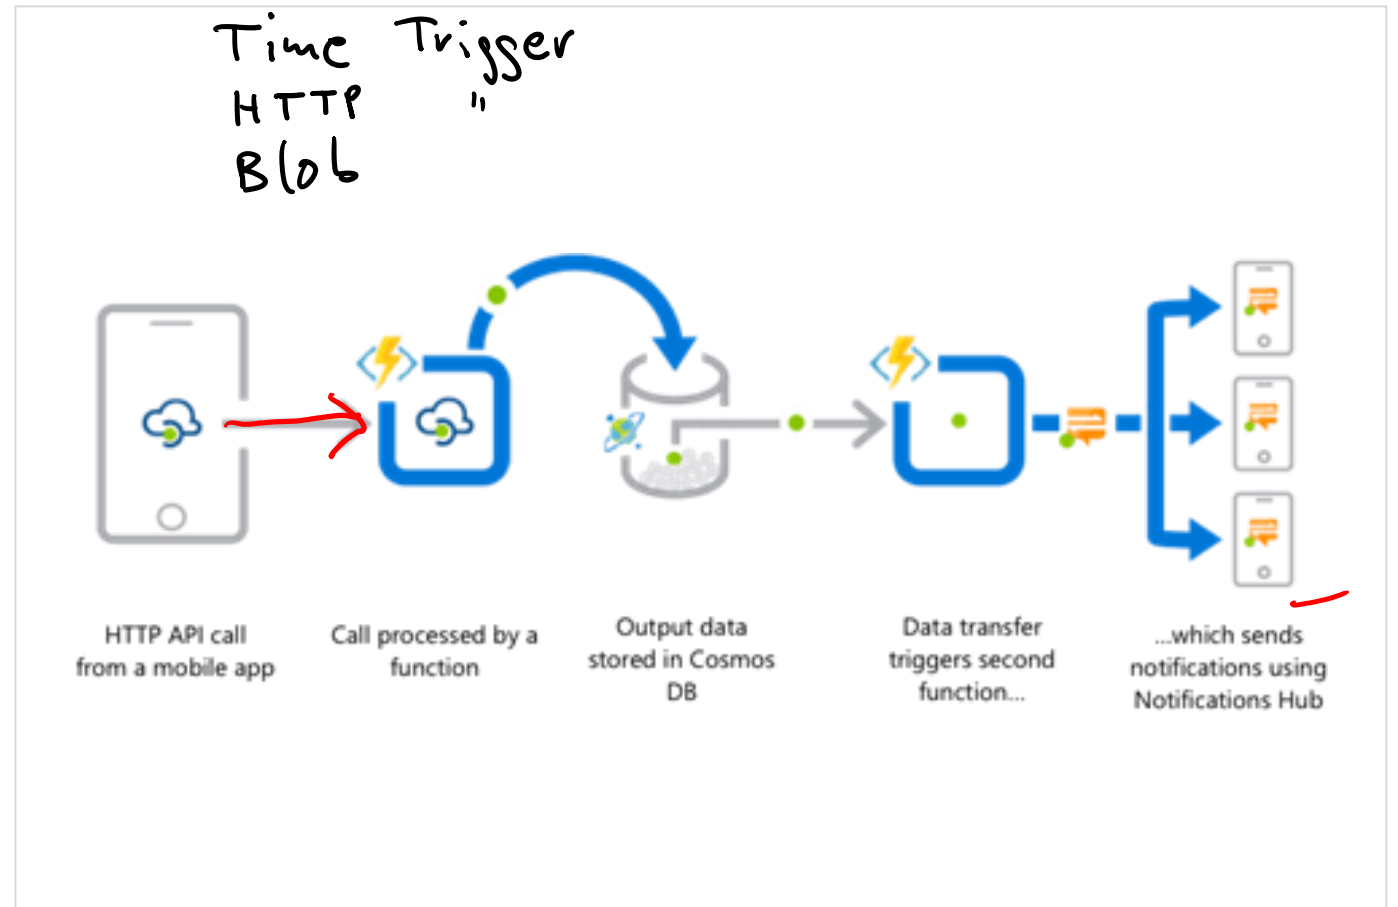 Time Trigger
HTTP "
Blob
HTTP API call
from a mobile app
Call processed by a
function
Output data
stored in Cosmos
DB
Data transfer
triggers second
function...
...which sends
notifications using
Notifications Hub